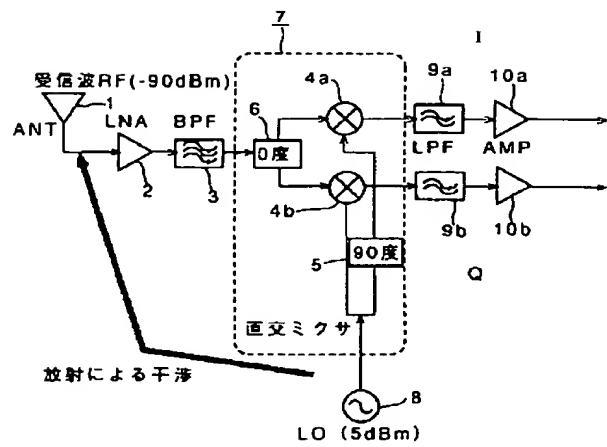 7
I
受信波RF(-90dBm)
4a
9a
10a
1
6
ANT
LNA
BPF
0度
LPF
AMP
2
3
4b
9b
10b
5
90度
Q
直交ミクサ
放射による干渉
8
LO (5dBm)